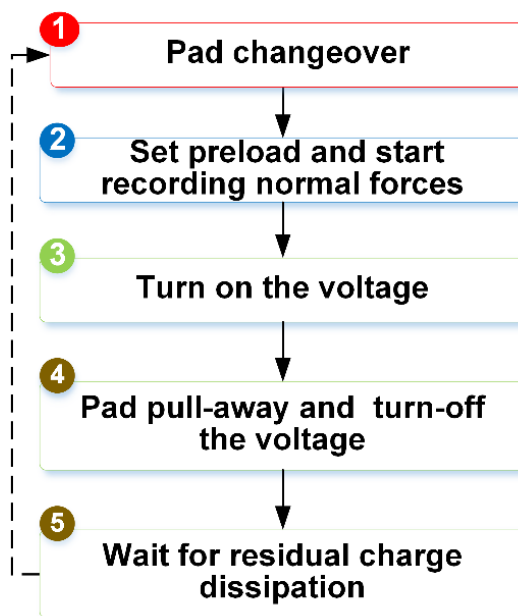 1
Pad changeover
2
Set preload and start
recording normal forces
3
Turn on the voltage
4
Pad pull-away and turn-off
the voltage
5
Wait for residual charge
dissipation